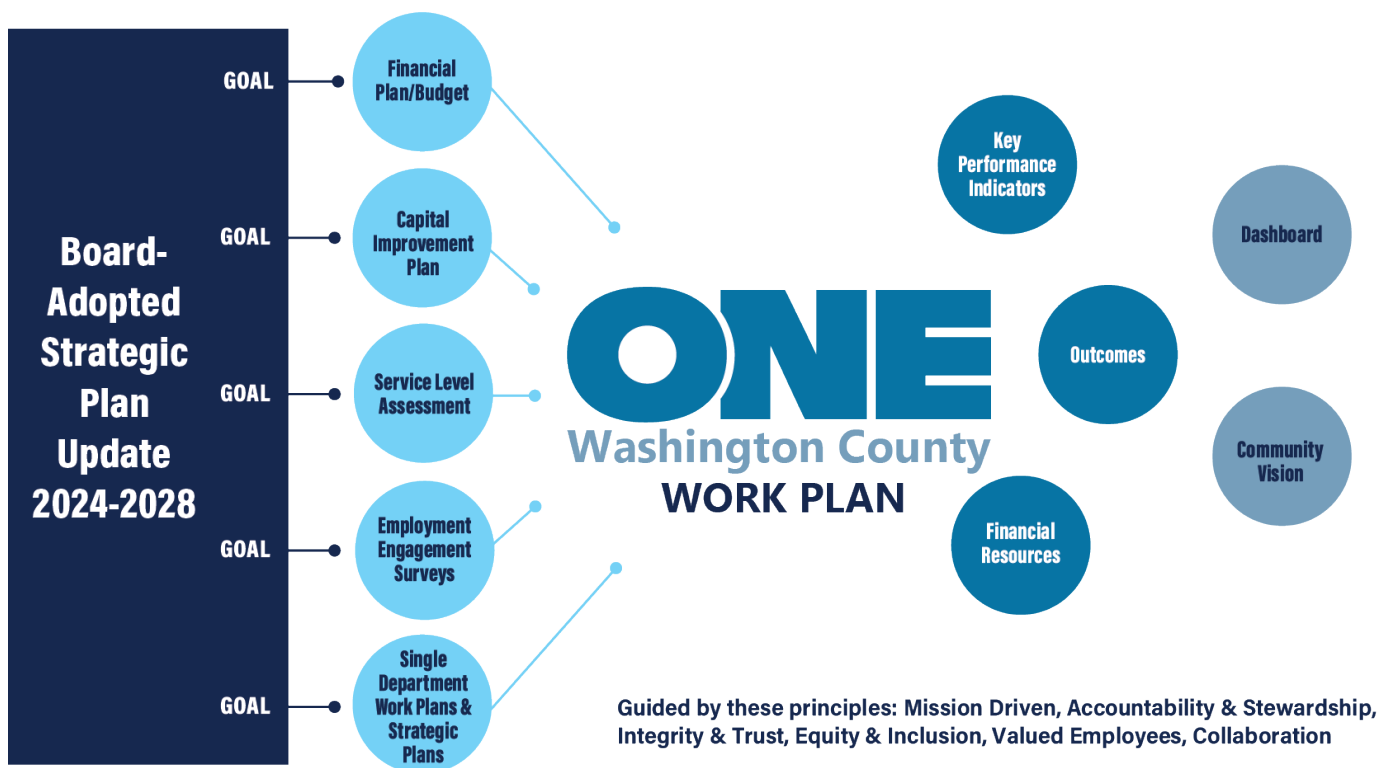 Board-
Adopted
Strategic
Plan
Update
2024-2028
GOAL
Financial
Plan/Budget
GOAL
Capital
Improvement
Plan
GOAL
Service Level
Assessment
GOAL
Employment
Engagement
Surveys
GOAL
Single
Department
Work Plans &
Strategic
Plans
ONE
Washington County
WORK PLAN
Key
Performance
Indicators
Outcomes
Financial
Resources
Dashboard
Community
Vision
Guided by these principles: Mission Driven, Accountability & Stewardship,
Integrity & Trust, Equity & Inclusion, Valued Employees, Collaboration